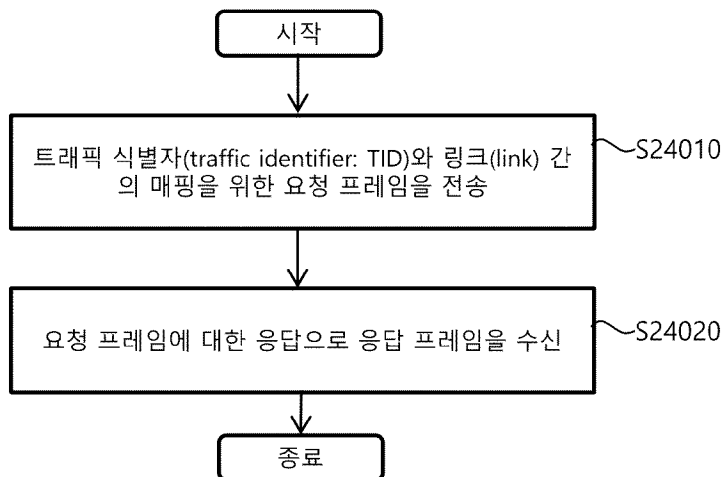 시작
트래픽 식별자(traffic identifier: TID)와 링크(link) 간
의 매핑을 위한 요청 프레임을 전송
S24010
요청 프레임에 대한 응답으로 응답 프레임을 수신
S24020
종료